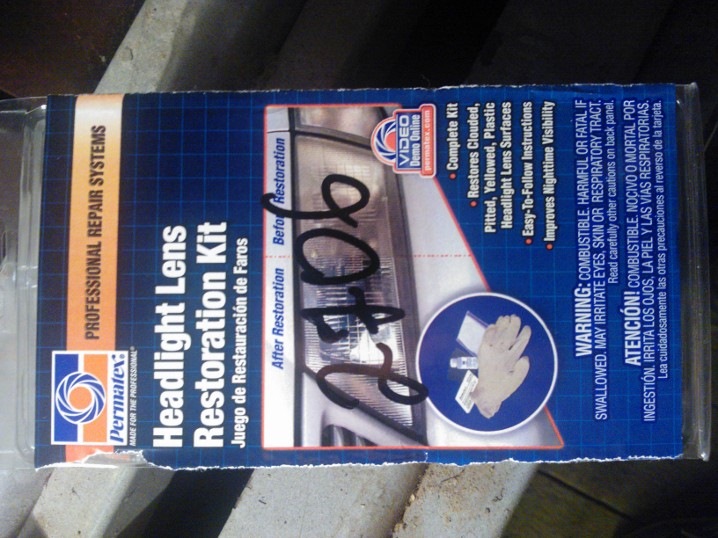 PROFESSIONAL REPAIR SYSTEMS
Permatex®
MADE FOR THE PROFESSIONAL®
Headlight Lens
Restoration Kit
Juego de Restauración de Faros
After Restoration
Before Restoration
VIDEO
Demo Online
permatex.com
• Complete Kit
• Restores Clouded,
Pitted, Yellowed, Plastic
Headlight Lens Surfaces
• Easy-To-Follow Instructions
• Improves Nighttime Visibility
WARNING: COMBUSTIBLE. HARMFUL OR FATAL IF
SWALLOWED. MAY IRRITATE EYES, SKIN OR RESPIRATORY TRACT.
Read carefully other cautions on back panel.
ATENCIÓN! COMBUSTIBLE. NOCIVO O MORTAL POR
INGESTIÓN. IRRITA LOS OJOS, LA PIEL Y LAS VIAS RESPIRATORIAS.
Lea cuidadosamente las otras precauciones al reverso de la tarjeta.